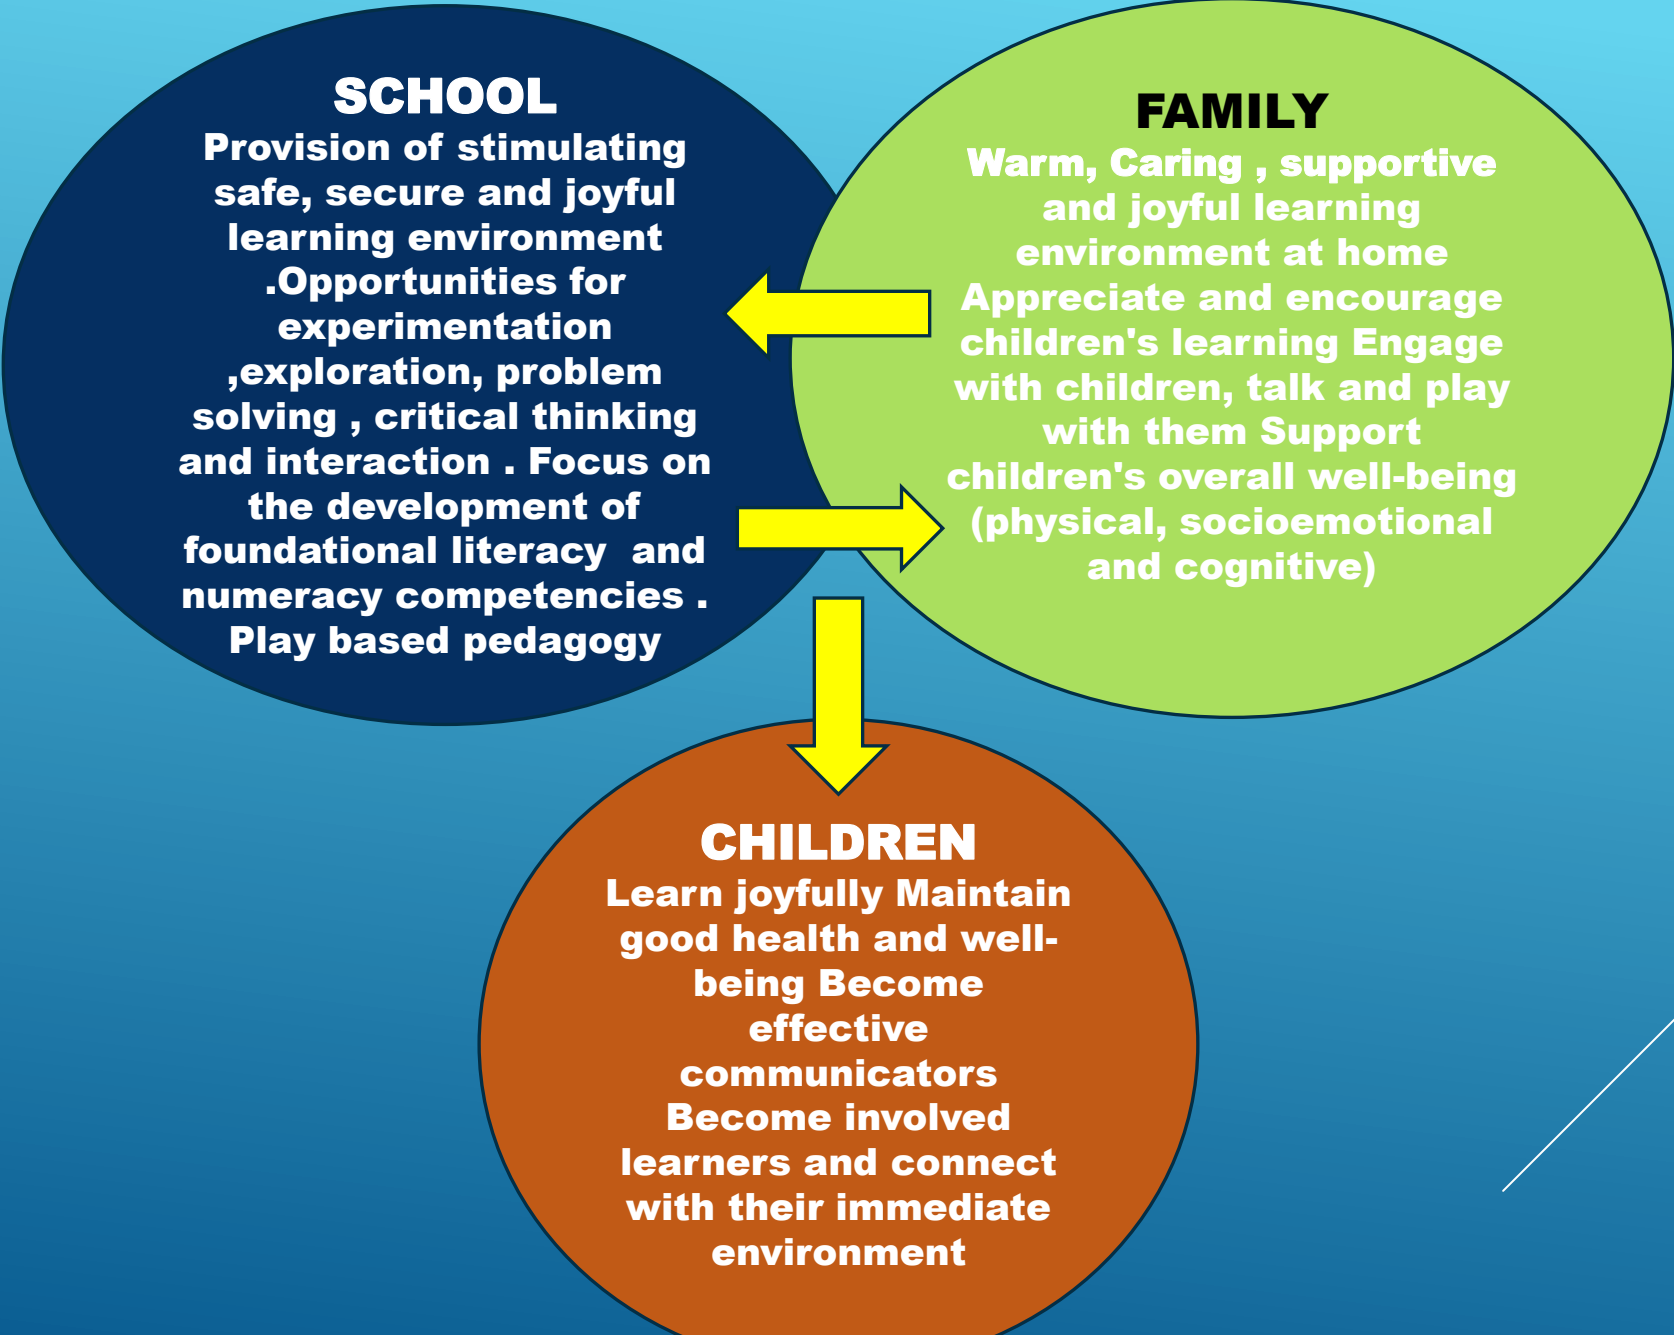 SCHOOL
Provision of stimulating
safe, secure and joyful
learning environment
.Opportunities for
experimentation
,exploration, problem
solving , critical thinking
and interaction . Focus on
the development of
foundational literacy  and
numeracy competencies .
Play based pedagogy
FAMILY
Warm, Caring , supportive
and joyful learning
environment at home
Appreciate and encourage
children's learning Engage
with children, talk and play
with them Support
children's overall well-being
(physical, socioemotional
and cognitive)
CHILDREN
Learn joyfully Maintain
good health and well-
being Become
effective
communicators
Become involved
learners and connect
with their immediate
environment